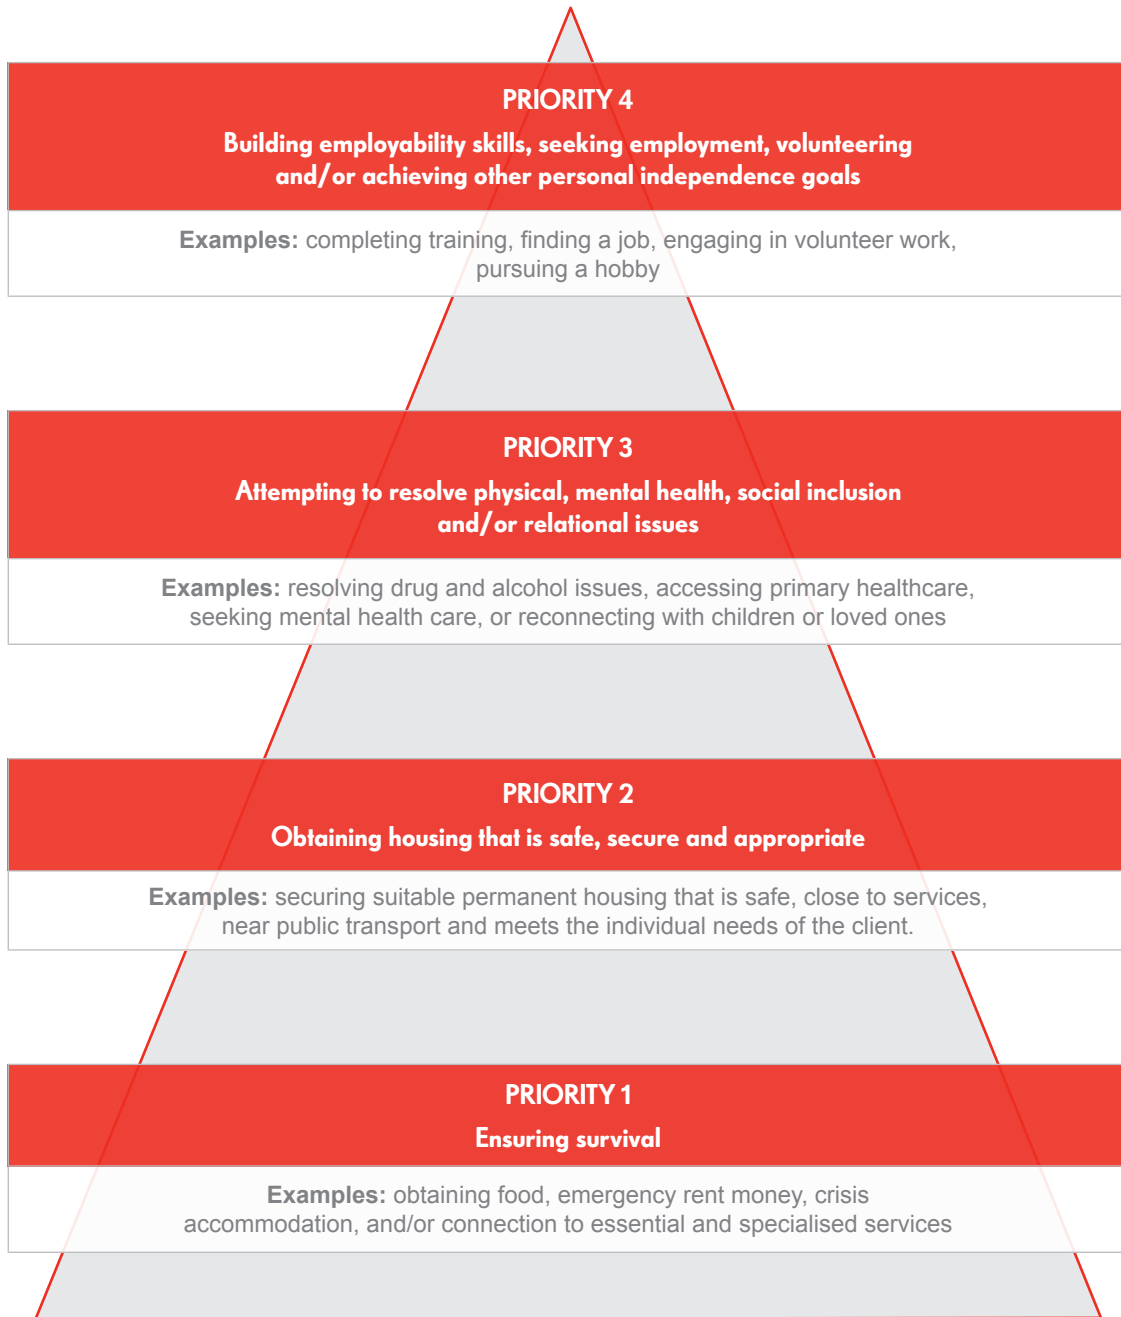 PRIORITY 4
Building employability skills, seeking employment, volunteering
and/or achieving other personal independence goals
Examples: completing training, finding a job, engaging in volunteer work,
pursuing a hobby
PRIORITY 3
Attempting to resolve physical, mental health, social inclusion
and/or relational issues
Examples: resolving drug and alcohol issues, accessing primary healthcare,
seeking mental health care, or reconnecting with children or loved ones
PRIORITY 2
Obtaining housing that is safe, secure and appropriate
Examples: securing suitable permanent housing that is safe, close to services,
near public transport and meets the individual needs of the client.
PRIORITY 1
Ensuring survival
Examples: obtaining food, emergency rent money, crisis
accommodation, and/or connection to essential and specialised services